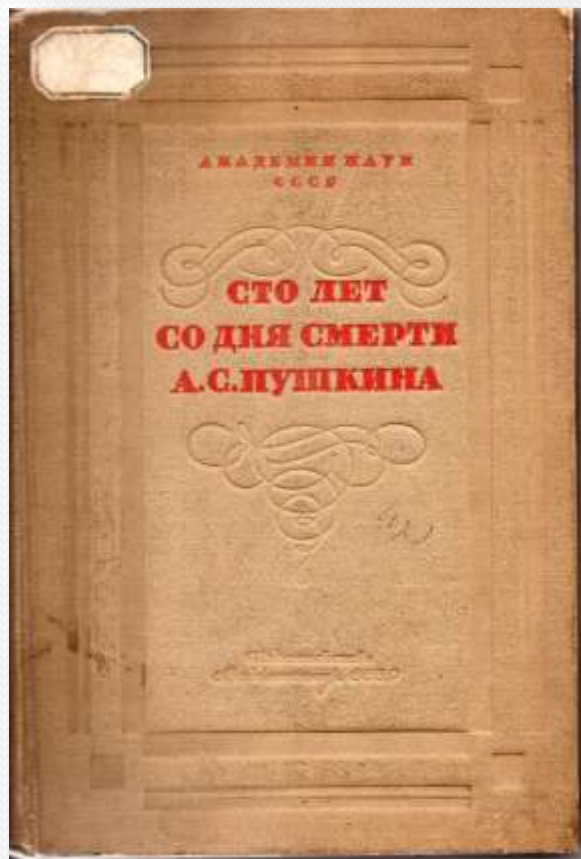 АКАДЕМИЯ НАУК
СССР
СТО ЛЕТ
СО ДНЯ СМЕРТИ
А.С.ПУШКИНА